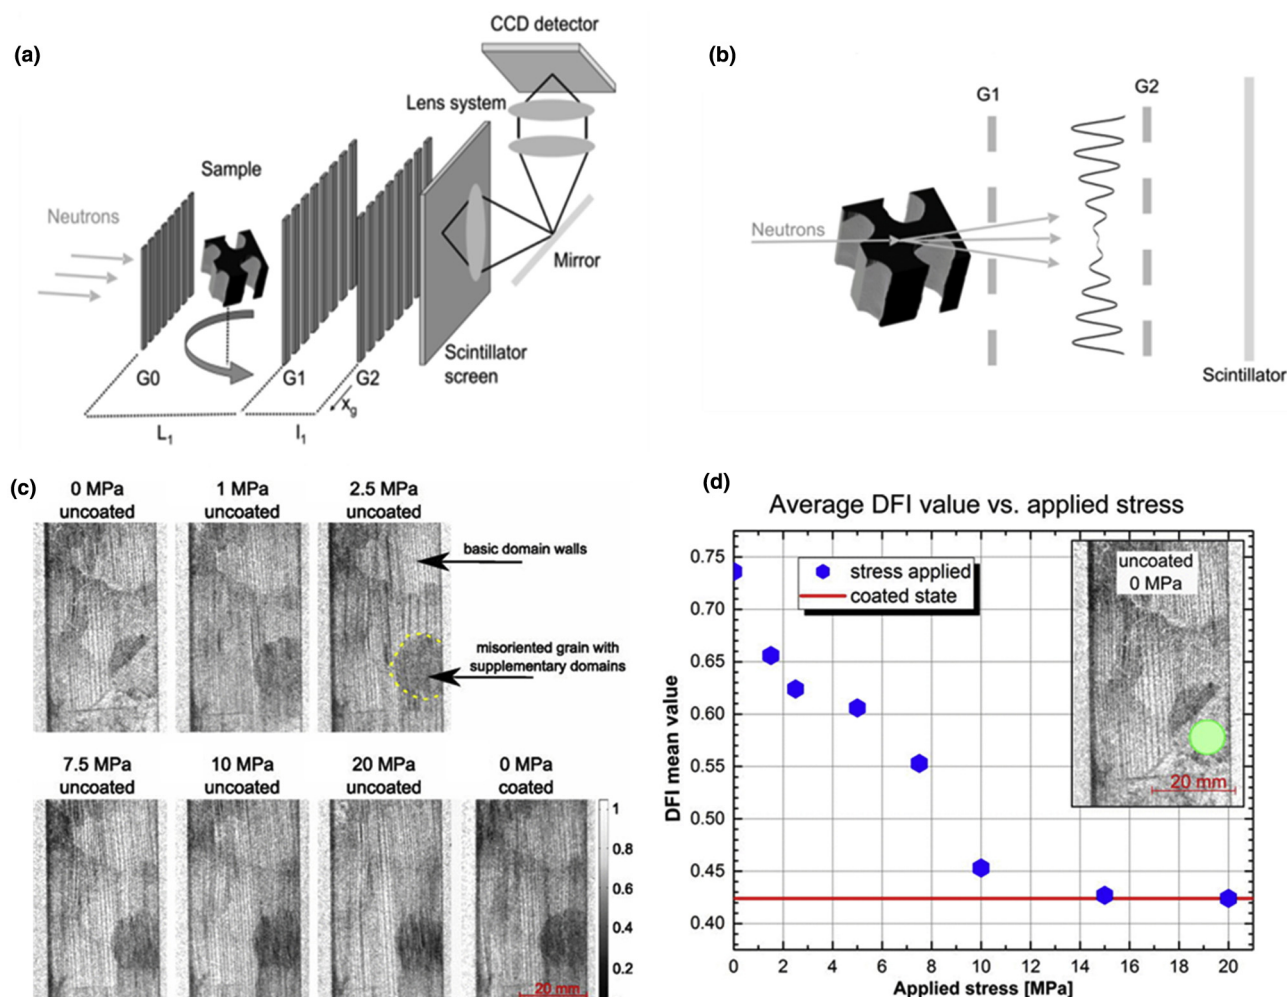 (a)
CCD detector
Lens system
Sample
Neutrons
Mirror
Scintillator
screen
G0
G1
G2
xg
L1
l1
(b)
G1
G2
Neutrons
Scintillator
(c)
0 MPa
uncoated
1 MPa
uncoated
2.5 MPa
uncoated
basic domain walls
misoriented grain with
supplementary domains
7.5 MPa
uncoated
10 MPa
uncoated
20 MPa
uncoated
0 MPa
coated
1
0.8
0.6
0.4
0.2
20 mm
(d)
Average DFI value vs. applied stress
stress applied
coated state
uncoated
0 MPa
20 mm
DFI mean value
0.75
0.70
0.65
0.60
0.55
0.50
0.45
0.40
0 2 4 6 8 10 12 14 16 18 20
Applied stress [MPa]